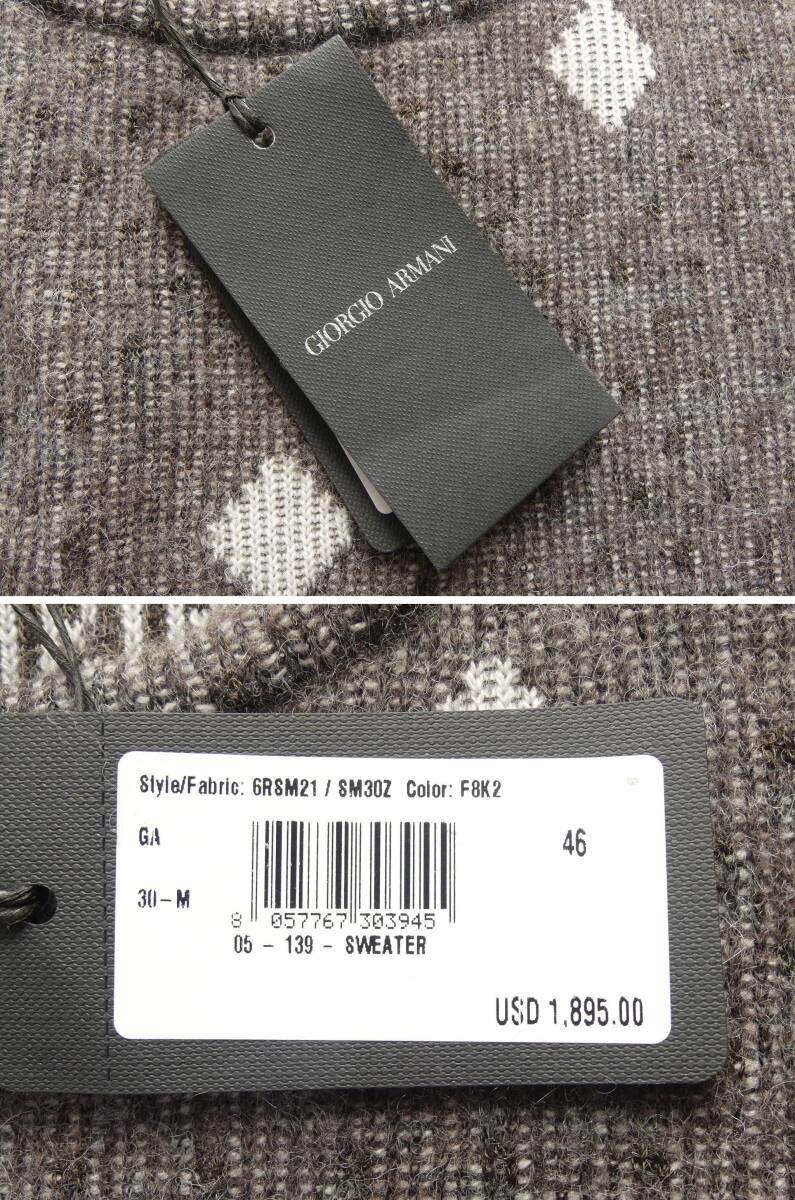 GIORGIO ARMANI
Style/Fabric: 6RSM21 / SM30Z Color: F8K2
GA
46
30-M
8 057767 303945
05 - 139 - SWEATER
USD 1,895.00